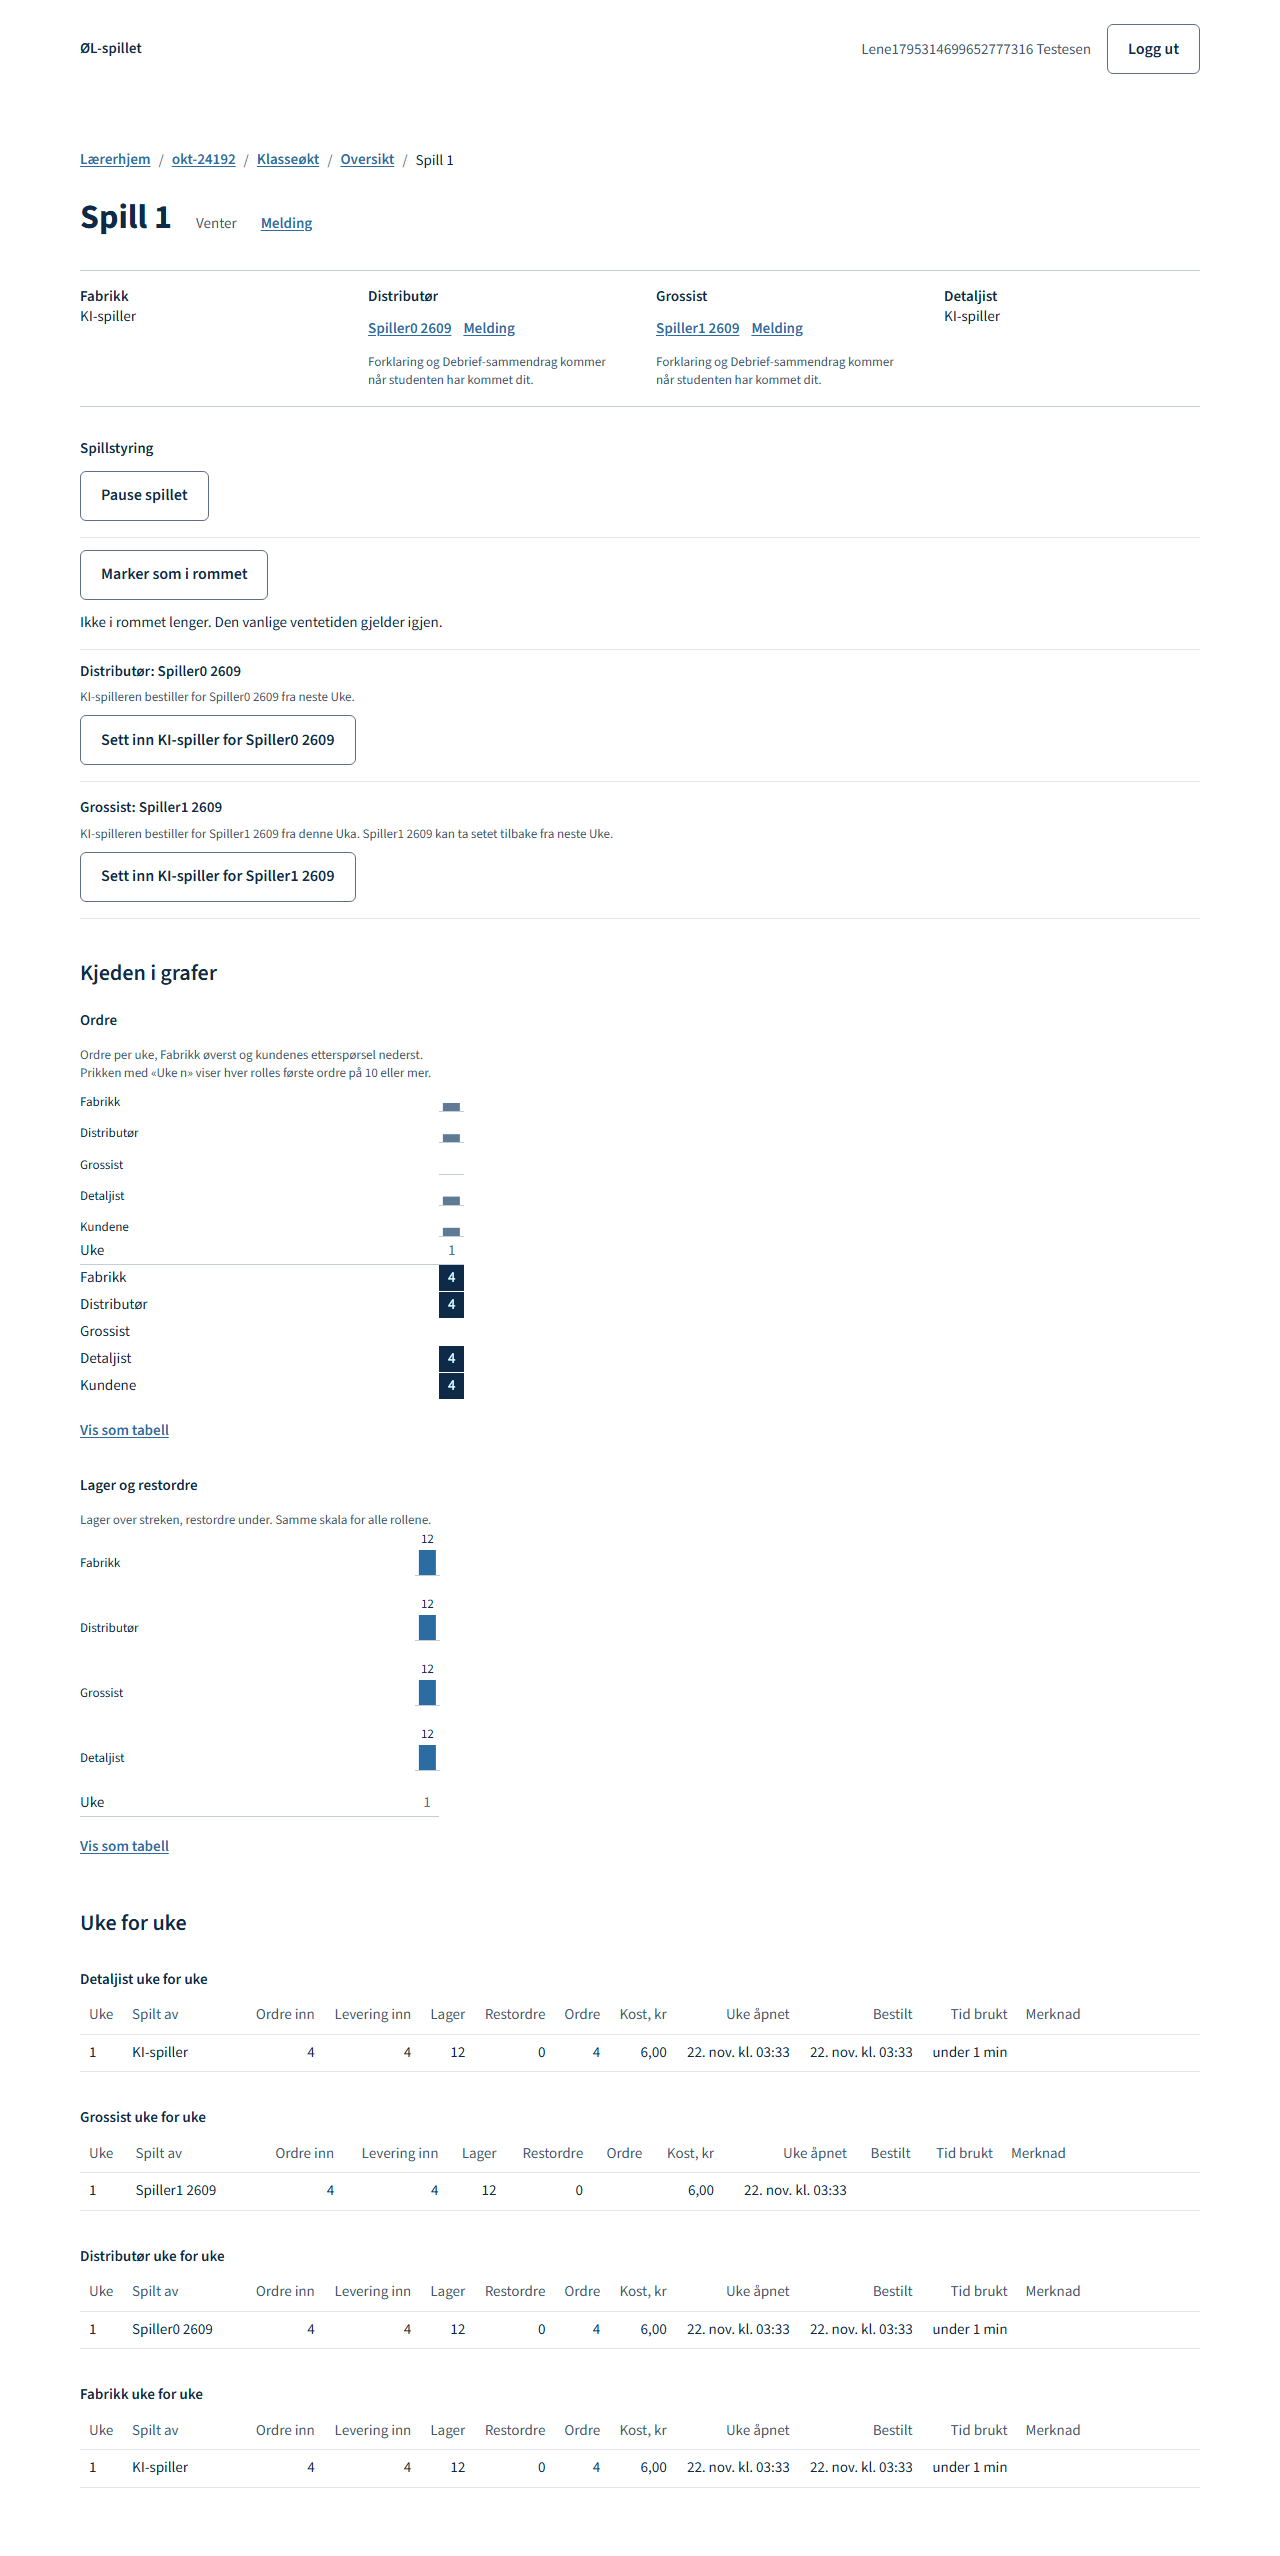 ØL-spillet
Lene1795314699652777316 Testesen
Logg ut
Lærerhjem / okt-24192 / Klasseøkt / Oversikt / Spill 1
Spill 1 Venter Melding
Fabrikk
KI-spiller
Distributør
Spiller0 2609 Melding
Forklaring og Debrief-sammendrag kommer
når studenten har kommet dit.
Grossist
Spiller1 2609 Melding
Forklaring og Debrief-sammendrag kommer
når studenten har kommet dit.
Detaljist
KI-spiller
Spillstyring
Pause spillet
Marker som i rommet
Ikke i rommet lenger. Den vanlige ventetiden gjelder igjen.
Distributør: Spiller0 2609
KI-spilleren bestiller for Spiller0 2609 fra neste Uke.
Sett inn KI-spiller for Spiller0 2609
Grossist: Spiller1 2609
KI-spilleren bestiller for Spiller1 2609 fra denne Uka. Spiller1 2609 kan ta setet tilbake fra neste Uke.
Sett inn KI-spiller for Spiller1 2609
Kjeden i grafer
Ordre
Ordre per uke, Fabrikk øverst og kundenes etterspørsel nederst.
Prikken med «Uke n» viser hver rolles første ordre på 10 eller mer.
Fabrikk
Distributør
Grossist
Detaljist
Kundene
Uke 1
Fabrikk 4
Distributør 4
Grossist
Detaljist 4
Kundene 4
Vis som tabell
Lager og restordre
Lager over streken, restordre under. Samme skala for alle rollene.
12
Fabrikk
12
Distributør
12
Grossist
12
Detaljist
Uke 1
Vis som tabell
Uke for uke
Detaljist uke for uke
Uke Spilt av Ordre inn Levering inn Lager Restordre Ordre Kost, kr Uke åpnet Bestilt Tid brukt Merknad
1 KI-spiller 4 4 12 0 4 6,00 22. nov. kl. 03:33 22. nov. kl. 03:33 under 1 min
Grossist uke for uke
Uke Spilt av Ordre inn Levering inn Lager Restordre Ordre Kost, kr Uke åpnet Bestilt Tid brukt Merknad
1 Spiller1 2609 4 4 12 0 6,00 22. nov. kl. 03:33
Distributør uke for uke
Uke Spilt av Ordre inn Levering inn Lager Restordre Ordre Kost, kr Uke åpnet Bestilt Tid brukt Merknad
1 Spiller0 2609 4 4 12 0 4 6,00 22. nov. kl. 03:33 22. nov. kl. 03:33 under 1 min
Fabrikk uke for uke
Uke Spilt av Ordre inn Levering inn Lager Restordre Ordre Kost, kr Uke åpnet Bestilt Tid brukt Merknad
1 KI-spiller 4 4 12 0 4 6,00 22. nov. kl. 03:33 22. nov. kl. 03:33 under 1 min